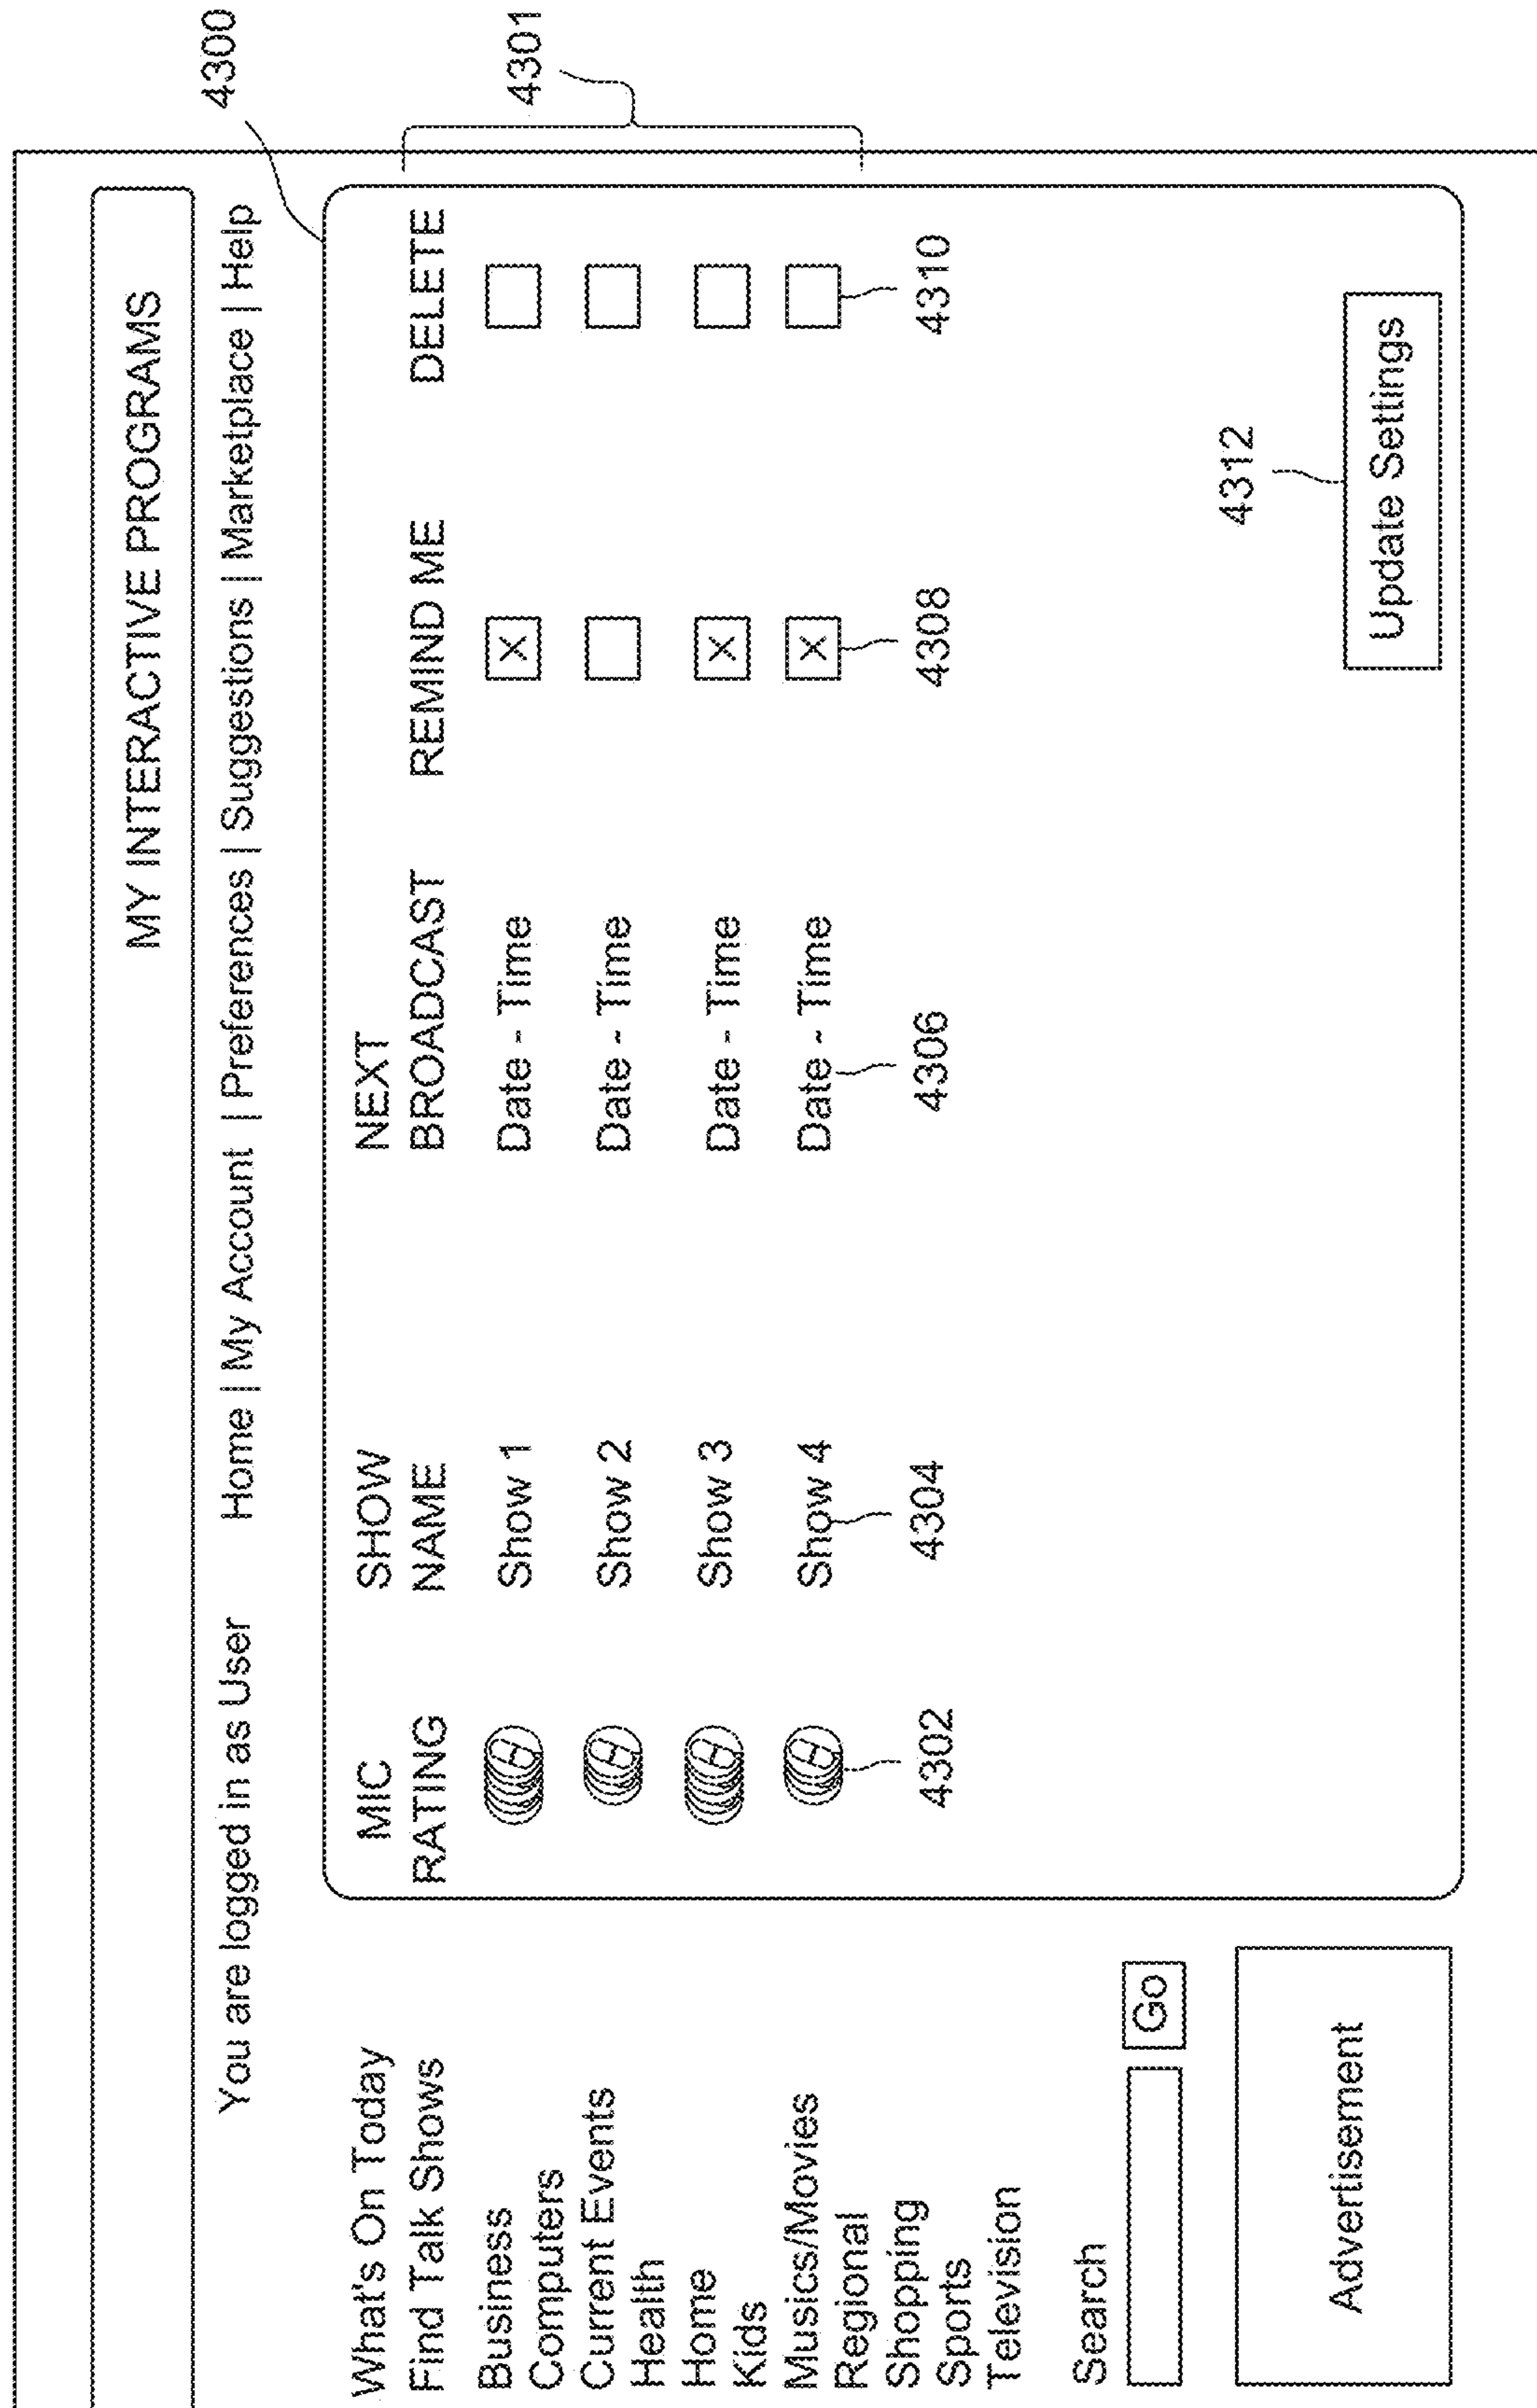 MY INTERACTIVE PROGRAMS
You are logged in as User Home | My Account | Preferences | Suggestions | Marketplace | Help
4300
What's On Today
Find Talk Shows
Business
Computers
Current Events
Health
Home
Kids
Musics/Movies
Regional
Shopping
Sports
Television
Search
Go
Advertisement
MIC SHOW NEXT
RATING NAME BROADCAST REMIND ME DELETE
Show 1 Date - Time X
Show 2 Date - Time
Show 3 Date - Time X
Show 4 Date - Time X
4302 4304 4306 4308 4310
4301
4312
Update Settings